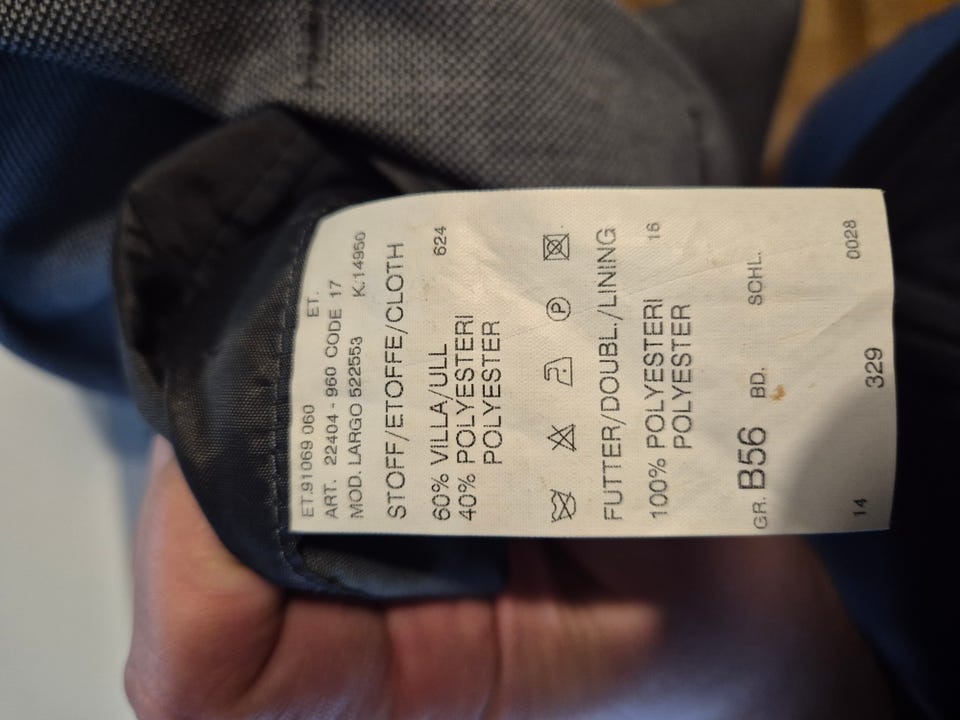 ET.91069 060 ET.
ART. 22404 - 960 CODE 17
MOD. LARGO 522553 K.14950
STOFF/ETOFFE/CLOTH
60% VILLA/ULL 624
40% POLYESTERI
POLYESTER
P
FUTTER/DOUBL./LINING
100% POLYESTERI 16
POLYESTER
GR. B56 BD. SCHL.
14 329 0028